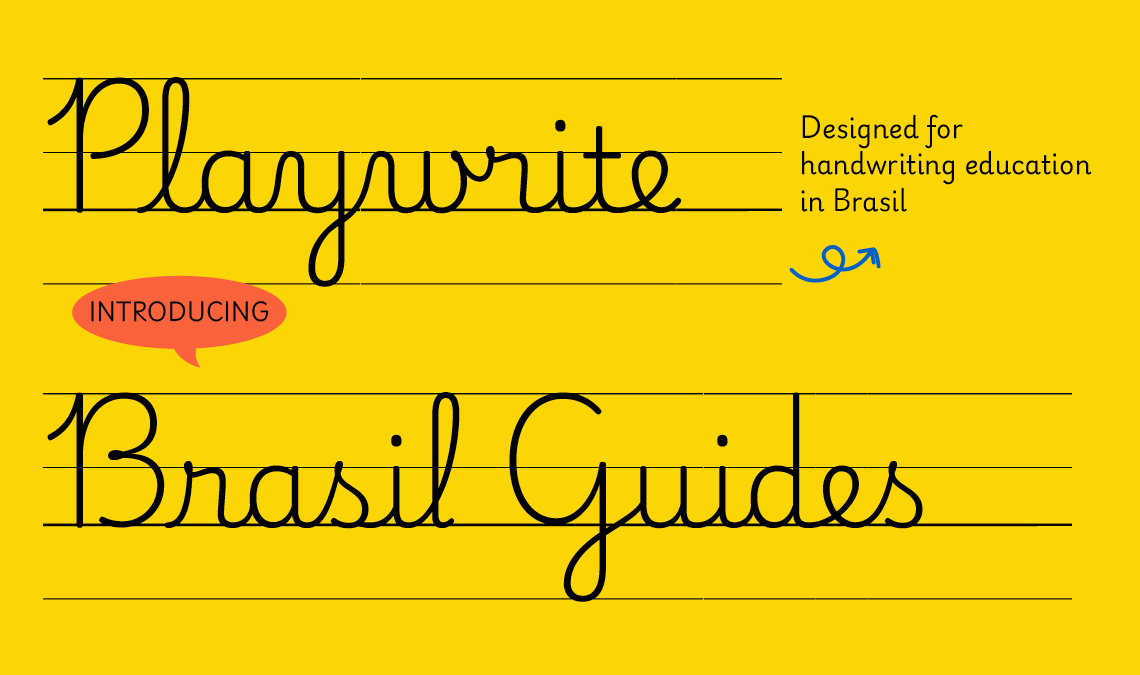 Playwrite
Designed for
handwriting education
in Brasil
INTRODUCING
Brasil Guides